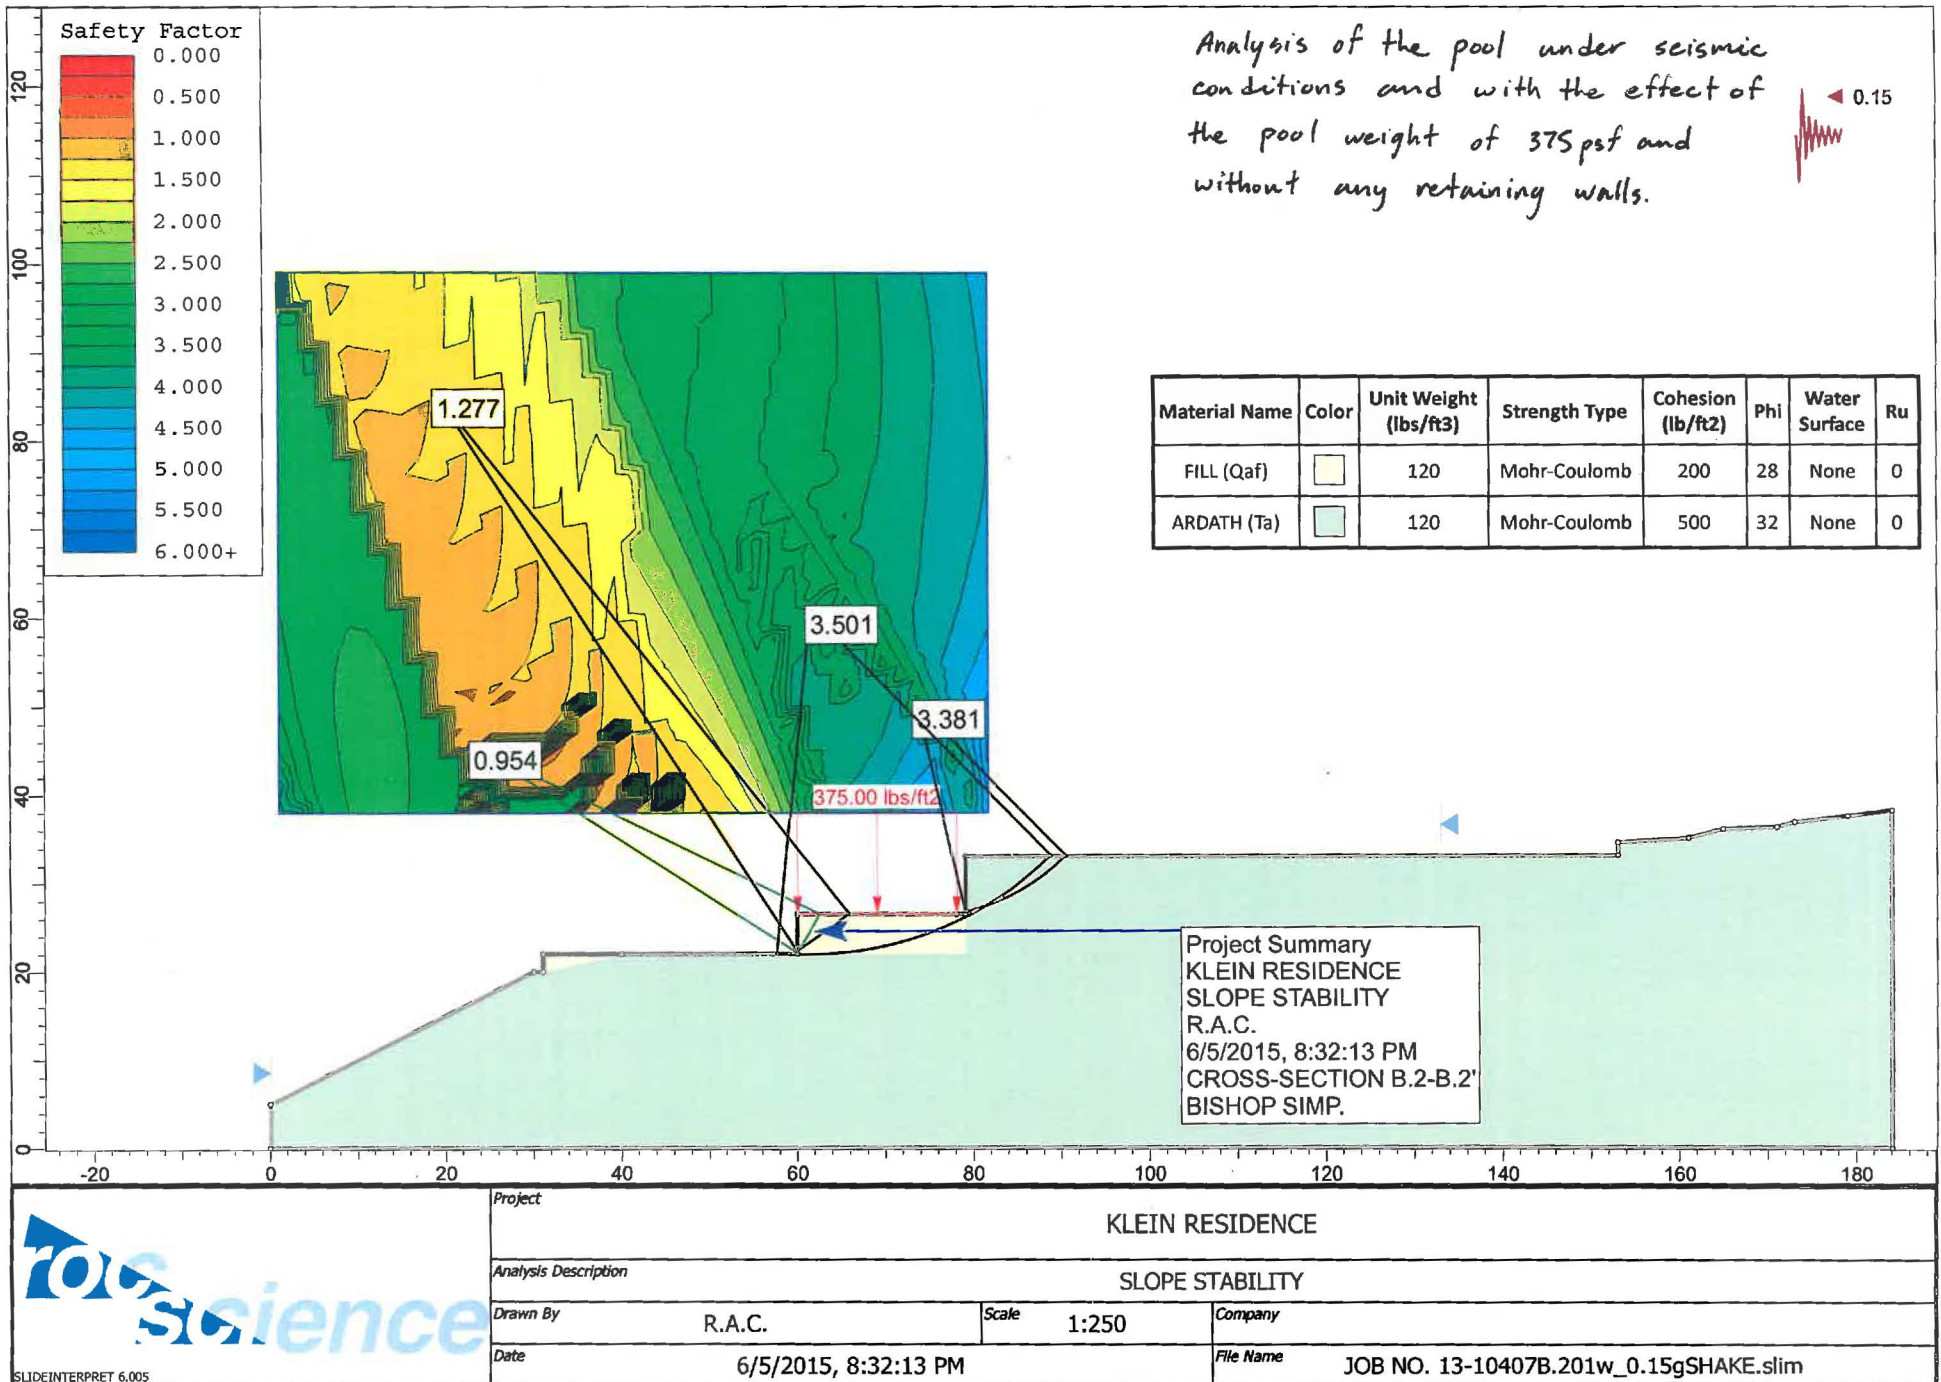 Safety Factor
0.000
0.500
1.000
1.500
2.000
2.500
3.000
3.500
4.000
4.500
5.000
5.500
6.000+
Analysis of the pool under seismic
conditions and with the effect of
the pool weight of 375 psf and
without any retaining walls.
0.15
Material Name Color Unit Weight (lbs/ft3) Strength Type Cohesion (lb/ft2) Phi Water Surface Ru
FILL (Qaf) 120 Mohr-Coulomb 200 28 None 0
ARDATH (Ta) 120 Mohr-Coulomb 500 32 None 0
1.277
3.501
3.381
0.954
375.00 lbs/ft2
Project Summary
KLEIN RESIDENCE
SLOPE STABILITY
R.A.C.
6/5/2015, 8:32:13 PM
CROSS-SECTION B.2-B.2'
BISHOP SIMP.
120
100
80
60
40
20
0
-20 0 20 40 60 80 100 120 140 160 180
rocscience
SLIDEINTERPRET 6.005
Project
KLEIN RESIDENCE
Analysis Description
SLOPE STABILITY
Drawn By R.A.C. Scale 1:250 Company
Date 6/5/2015, 8:32:13 PM File Name JOB NO. 13-10407B.201w_0.15gSHAKE.slim